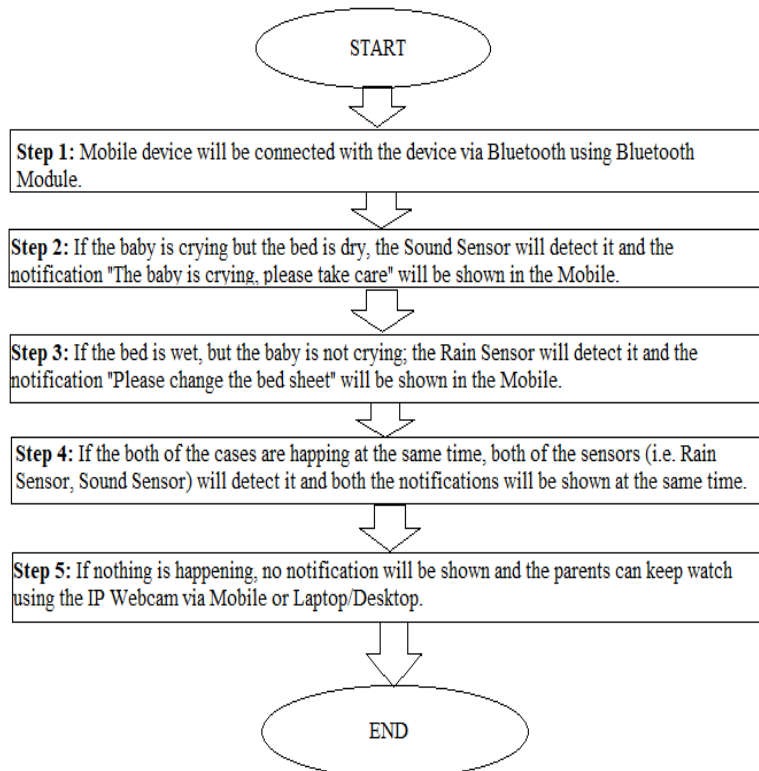 START
Step 1: Mobile device will be connected with the device via Bluetooth using Bluetooth
Module.
Step 2: If the baby is crying but the bed is dry, the Sound Sensor will detect it and the
notification "The baby is crying, please take care" will be shown in the Mobile.
Step 3: If the bed is wet, but the baby is not crying; the Rain Sensor will detect it and the
notification "Please change the bed sheet" will be shown in the Mobile.
Step 4: If the both of the cases are happing at the same time, both of the sensors (i.e. Rain
Sensor, Sound Sensor) will detect it and both the notifications will be shown at the same time.
Step 5: If nothing is happening, no notification will be shown and the parents can keep watch
using the IP Webcam via Mobile or Laptop/Desktop.
END